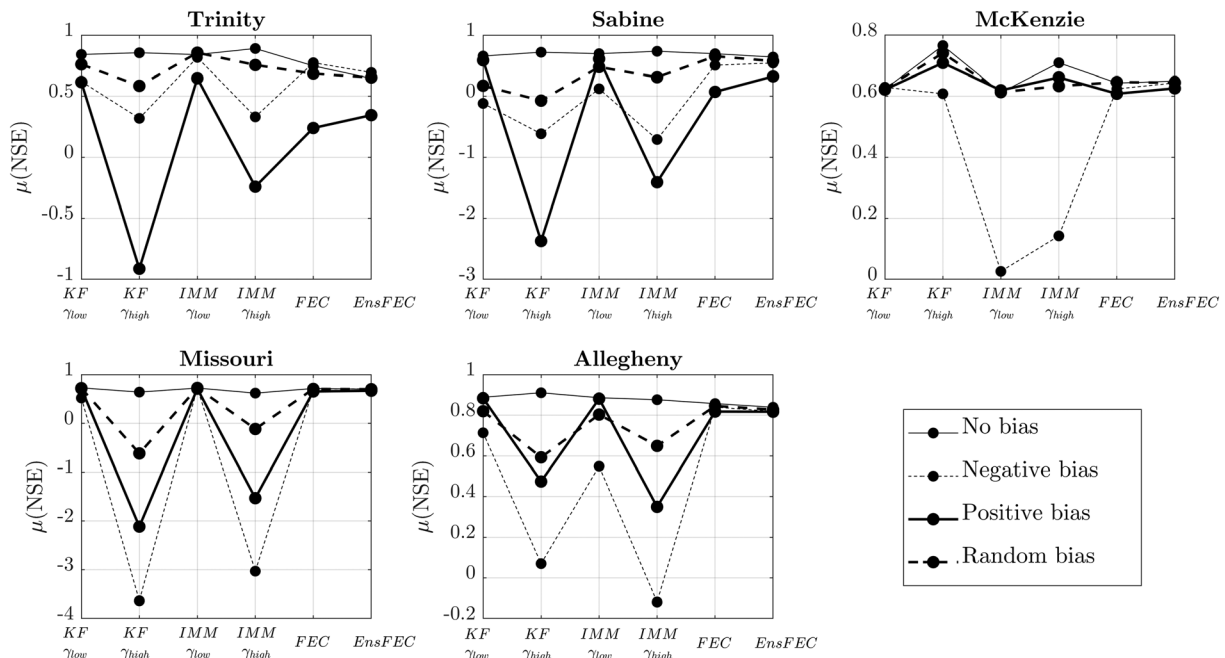 Trinity
1
0.5
0
-0.5
-1
μ(NSE)
KF γlow
KF γhigh
IMM γlow
IMM γhigh
FEC
EnsFEC
Sabine
1
0
-1
-2
-3
μ(NSE)
KF γlow
KF γhigh
IMM γlow
IMM γhigh
FEC
EnsFEC
McKenzie
0.8
0.6
0.4
0.2
0
μ(NSE)
KF γlow
KF γhigh
IMM γlow
IMM γhigh
FEC
EnsFEC
Missouri
1
0
-1
-2
-3
-4
μ(NSE)
KF γlow
KF γhigh
IMM γlow
IMM γhigh
FEC
EnsFEC
Allegheny
1
0.8
0.6
0.4
0.2
0
-0.2
μ(NSE)
KF γlow
KF γhigh
IMM γlow
IMM γhigh
FEC
EnsFEC
No bias
Negative bias
Positive bias
Random bias